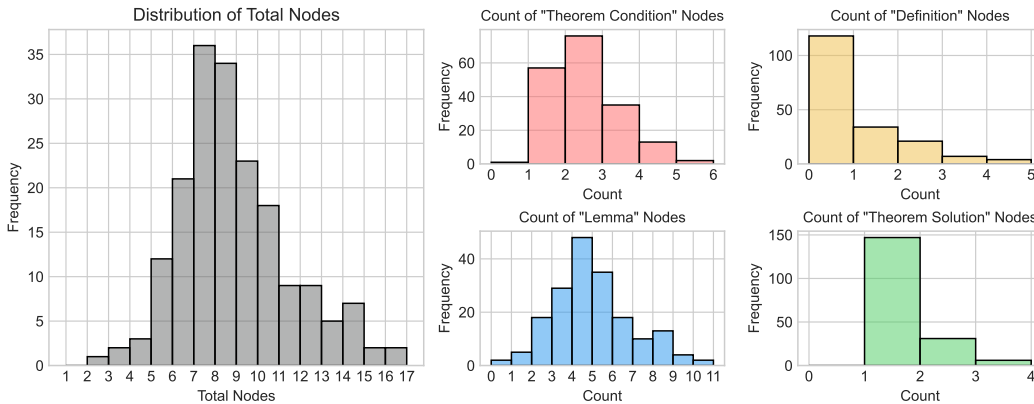 Distribution of Total Nodes
Frequency
35
30
25
20
15
10
5
0
1 2 3 4 5 6 7 8 9 10 11 12 13 14 15 16 17
Total Nodes
Count of "Theorem Condition" Nodes
Frequency
60
40
20
0
0 1 2 3 4 5 6
Count
Count of "Definition" Nodes
Frequency
100
50
0
0 1 2 3 4 5
Count
Count of "Lemma" Nodes
Frequency
40
20
0
0 1 2 3 4 5 6 7 8 9 10 11
Count
Count of "Theorem Solution" Nodes
Frequency
150
100
50
0
0 1 2 3 4
Count